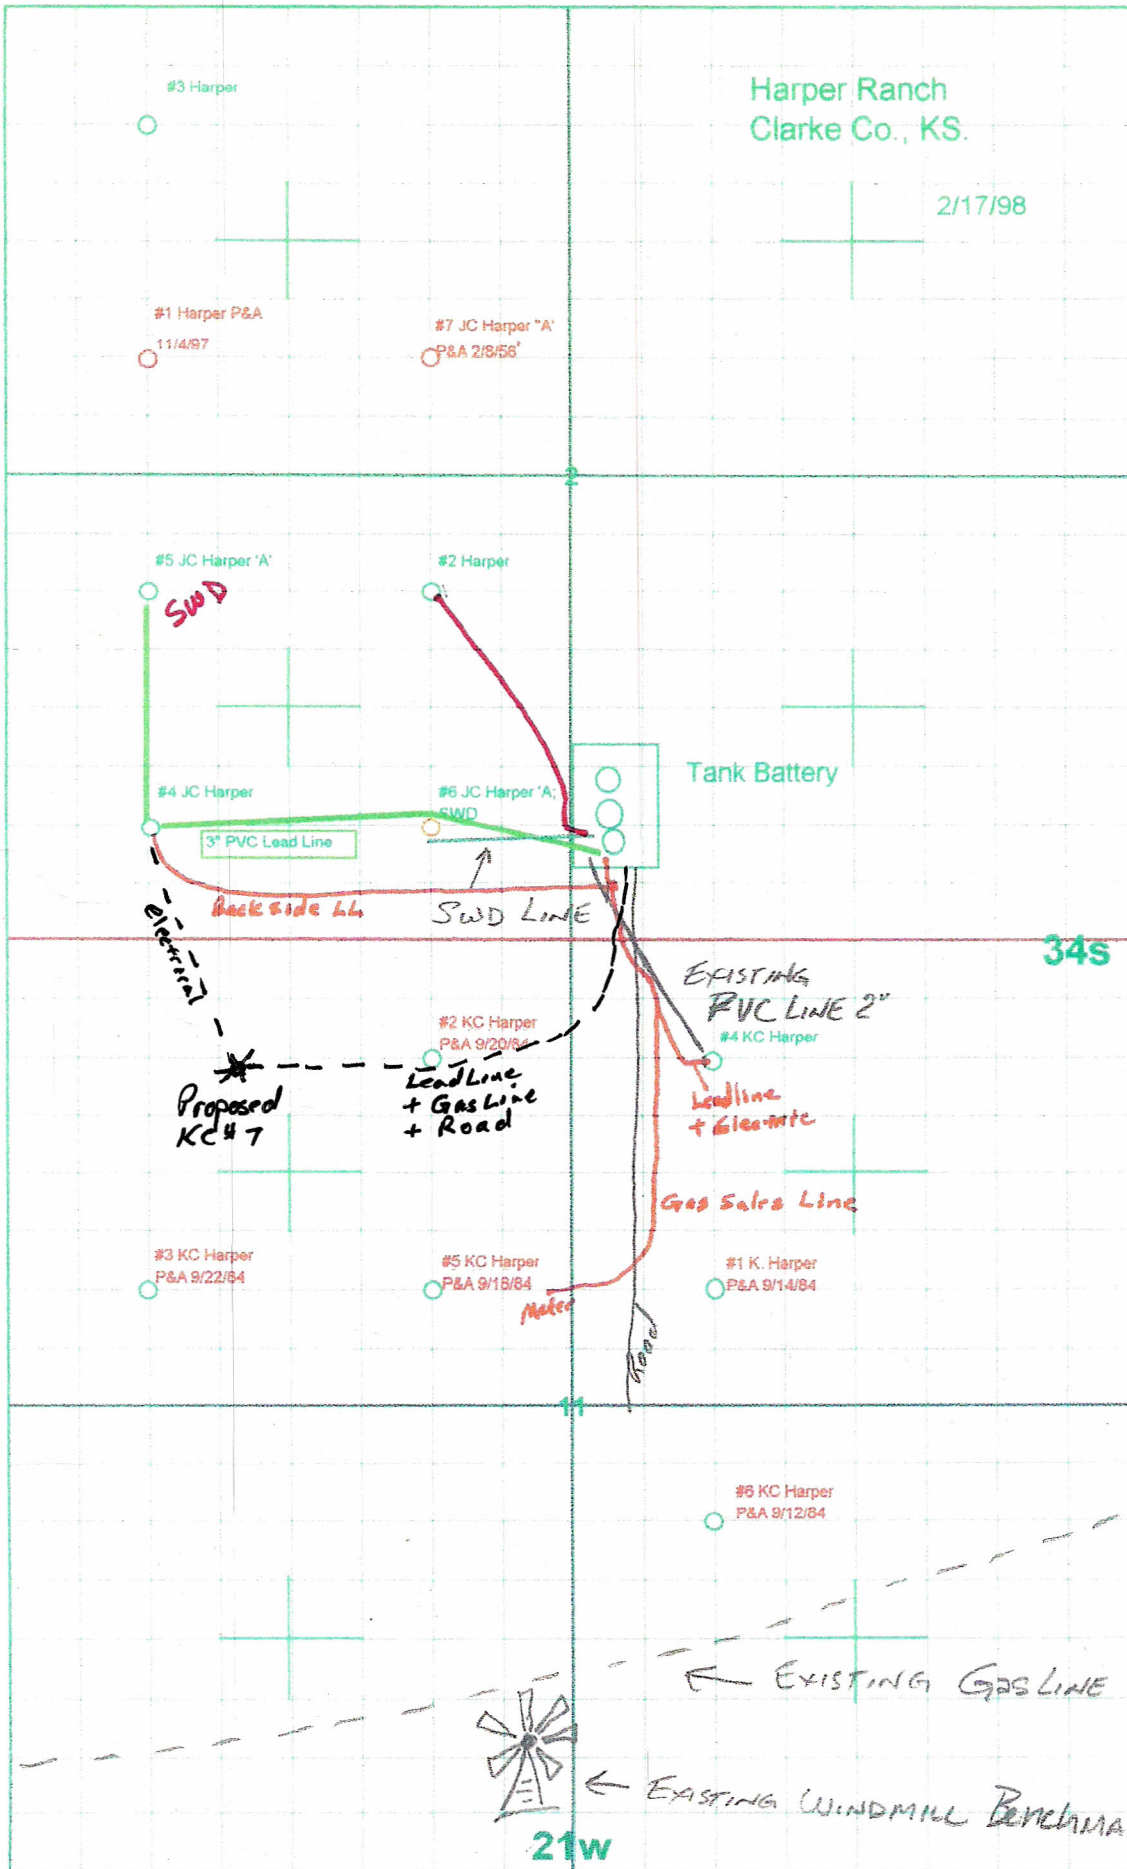 #3 Harper
Harper Ranch
Clarke Co., KS.
2/17/98
#1 Harper P&A
11/4/97
#7 JC Harper "A'
P&A 2/8/56'
2
#5 JC Harper 'A'
SWD
#2 Harper
Tank Battery
#4 JC Harper
#6 JC Harper 'A;
SWD
3" PVC Lead Line
Backside LL
SWD LINE
electrical
34s
EXISTING
PVC LINE 2"
#2 KC Harper
P&A 9/20/84
#4 KC Harper
Proposed
KC#7
LeadLine
+ Gas Line
+ Road
Leadline
+ Electric
Gas Sales Line
#3 KC Harper
P&A 9/22/84
#5 KC Harper
P&A 9/18/84
#1 K. Harper
P&A 9/14/84
Meter
Road
11
#6 KC Harper
P&A 9/12/84
EXISTING GAS LINE
EXISTING WINDMILL BenchMA
21w